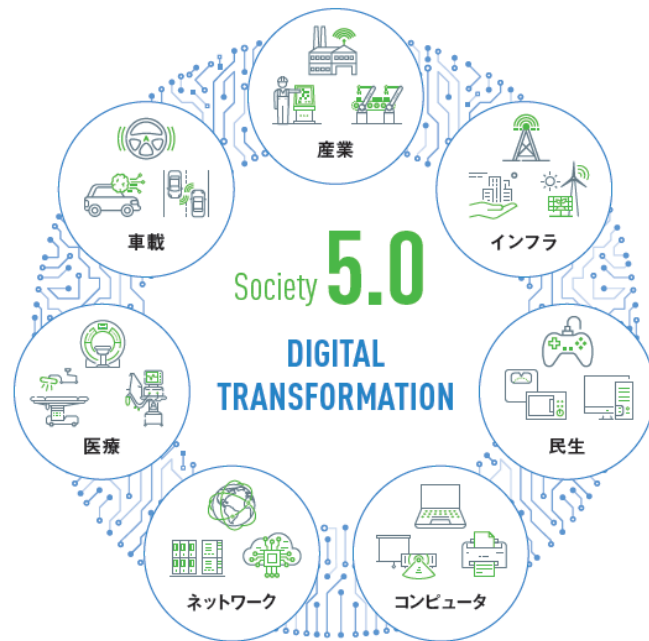 産業
車載
インフラ
Society 5.0
DIGITAL
TRANSFORMATION
医療
民生
ネットワーク
コンピュータ